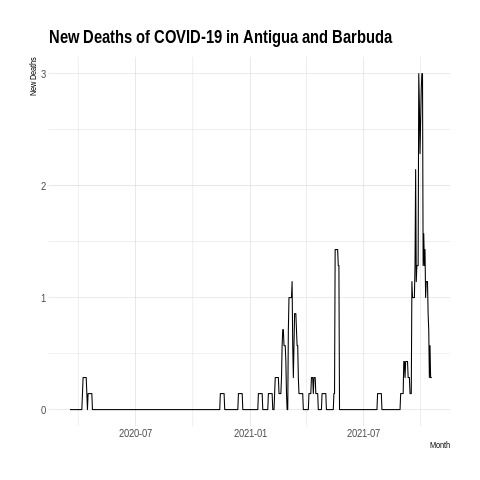 New Deaths of COVID-19 in Antigua and Barbuda
New Deaths
3
2
1
0
2020-07 2021-01 2021-07
Month